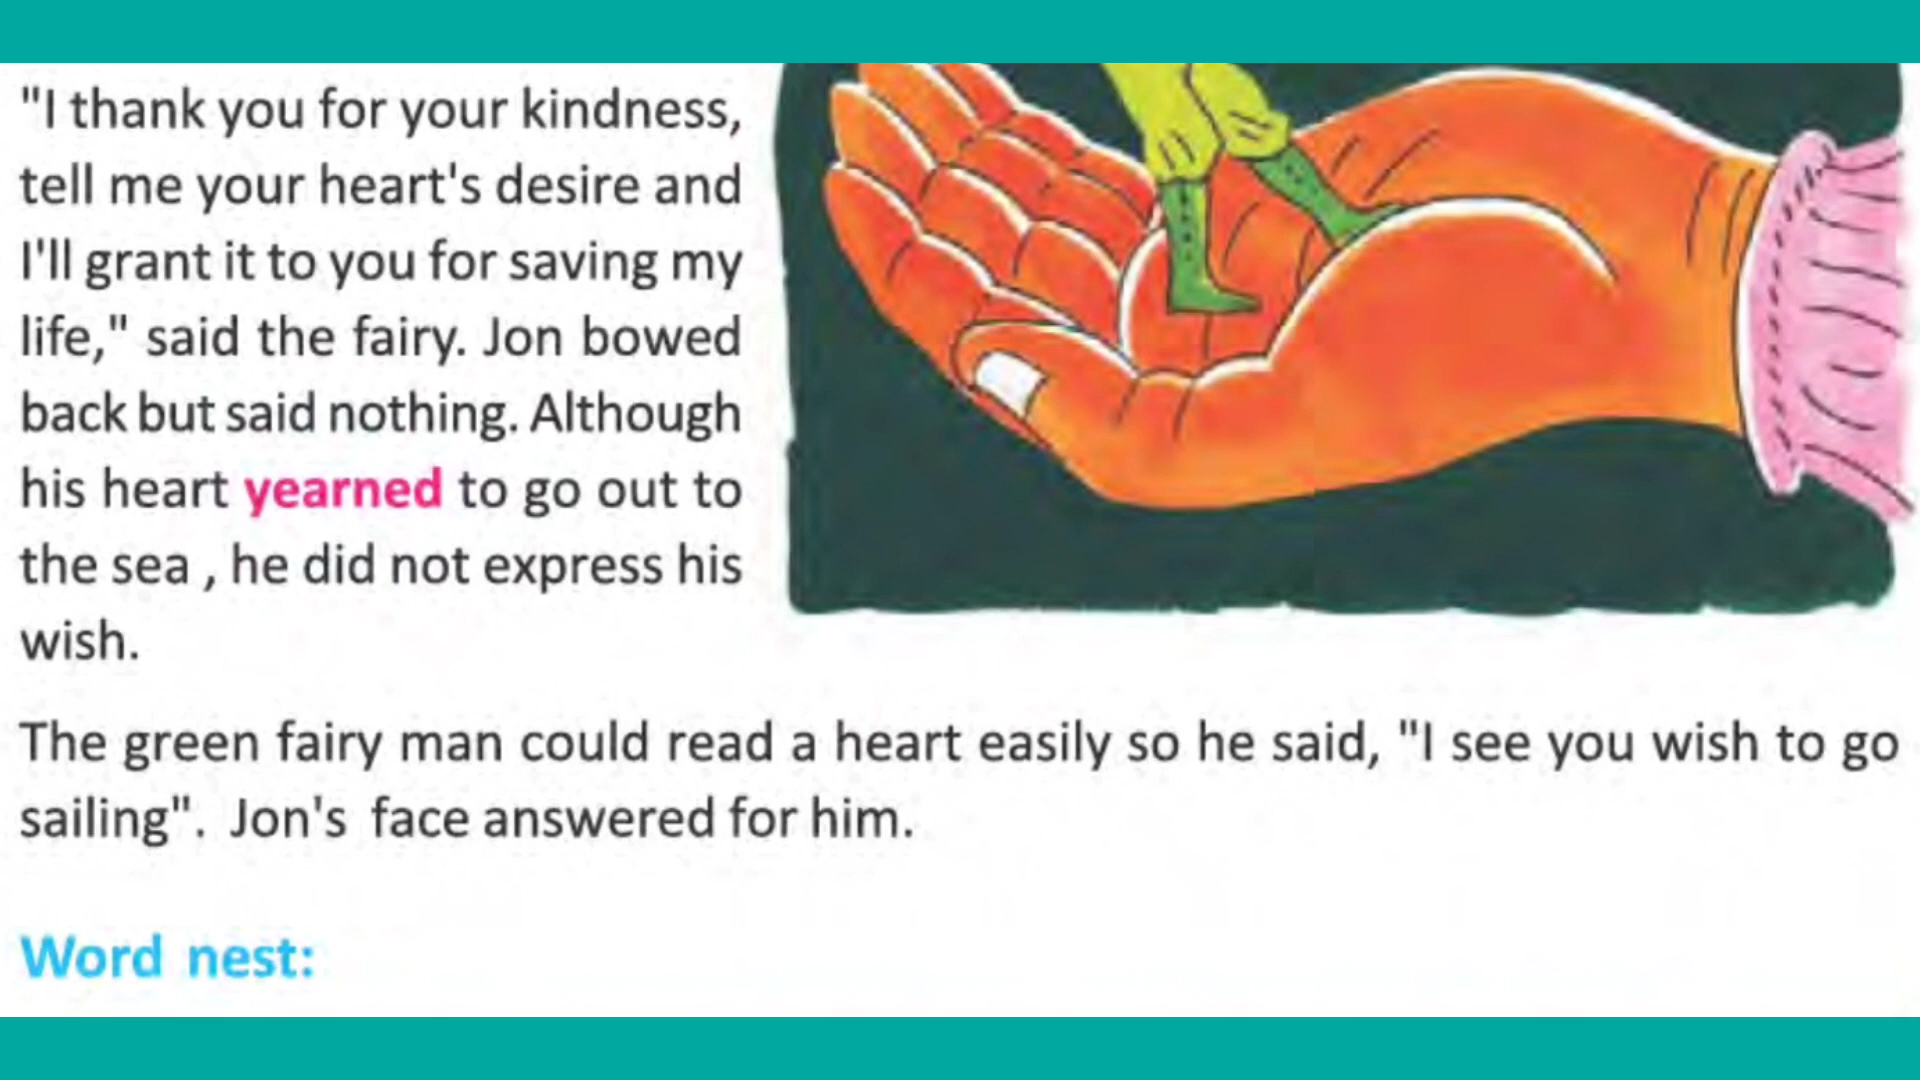 "I thank you for your kindness,
tell me your heart's desire and
I'll grant it to you for saving my
life," said the fairy. Jon bowed
back but said nothing. Although
his heart yearned to go out to
the sea , he did not express his
wish.
The green fairy man could read a heart easily so he said, "I see you wish to go
sailing". Jon's face answered for him.
Word nest: